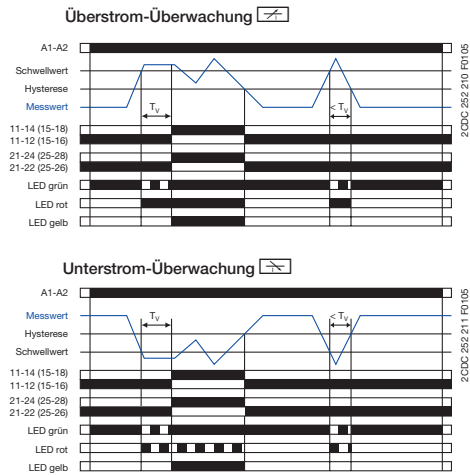 Überstrom-Überwachung
A1-A2
Schwellwert
Hysterese
Messwert
Tv
< Tv
11-14 (15-18)
11-12 (15-16)
21-24 (25-28)
21-22 (25-26)
LED grün
LED rot
LED gelb
2CDC 252 210 F0105
Unterstrom-Überwachung
A1-A2
Messwert
Tv
< Tv
Hysterese
Schwellwert
11-14 (15-18)
11-12 (15-16)
21-24 (25-28)
21-22 (25-26)
LED grün
LED rot
LED gelb
2CDC 252 211 F0105